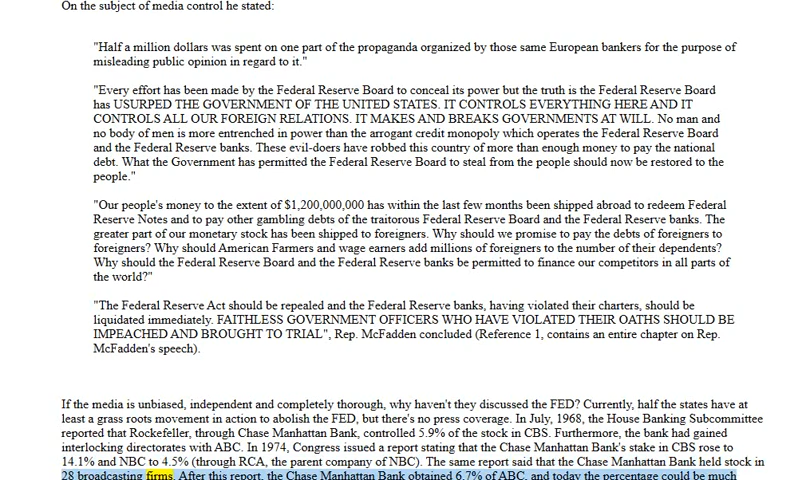 On the subject of media control he stated:
"Half a million dollars was spent on one part of the propaganda organized by those same European bankers for the purpose of
misleading public opinion in regard to it."
"Every effort has been made by the Federal Reserve Board to conceal its power but the truth is the Federal Reserve Board
has USURPED THE GOVERNMENT OF THE UNITED STATES. IT CONTROLS EVERYTHING HERE AND IT
CONTROLS ALL OUR FOREIGN RELATIONS. IT MAKES AND BREAKS GOVERNMENTS AT WILL. No man and
no body of men is more entrenched in power than the arrogant credit monopoly which operates the Federal Reserve Board
and the Federal Reserve banks. These evil-doers have robbed this country of more than enough money to pay the national
debt. What the Government has permitted the Federal Reserve Board to steal from the people should now be restored to the
people."
"Our people's money to the extent of $1,200,000,000 has within the last few months been shipped abroad to redeem Federal
Reserve Notes and to pay other gambling debts of the traitorous Federal Reserve Board and the Federal Reserve banks. The
greater part of our monetary stock has been shipped to foreigners. Why should we promise to pay the debts of foreigners to
foreigners? Why should American Farmers and wage earners add millions of foreigners to the number of their dependents?
Why should the Federal Reserve Board and the Federal Reserve banks be permitted to finance our competitors in all parts of
the world?"
"The Federal Reserve Act should be repealed and the Federal Reserve banks, having violated their charters, should be
liquidated immediately. FAITHLESS GOVERNMENT OFFICERS WHO HAVE VIOLATED THEIR OATHS SHOULD BE
IMPEACHED AND BROUGHT TO TRIAL", Rep. McFadden concluded (Reference 1, contains an entire chapter on Rep.
McFadden's speech).
If the media is unbiased, independent and completely thorough, why haven't they discussed the FED? Currently, half the states have at
least a grass roots movement in action to abolish the FED, but there's no press coverage. In July, 1968, the House Banking Subcommittee
reported that Rockefeller, through Chase Manhattan Bank, controlled 5.9% of the stock in CBS. Furthermore, the bank had gained
interlocking directorates with ABC. In 1974, Congress issued a report stating that the Chase Manhattan Bank's stake in CBS rose to
14.1% and NBC to 4.5% (through RCA, the parent company of NBC). The same report said that the Chase Manhattan Bank held stock in
28 broadcasting firms. After this report, the Chase Manhattan Bank obtained 6.7% of ABC, and today the percentage could be much